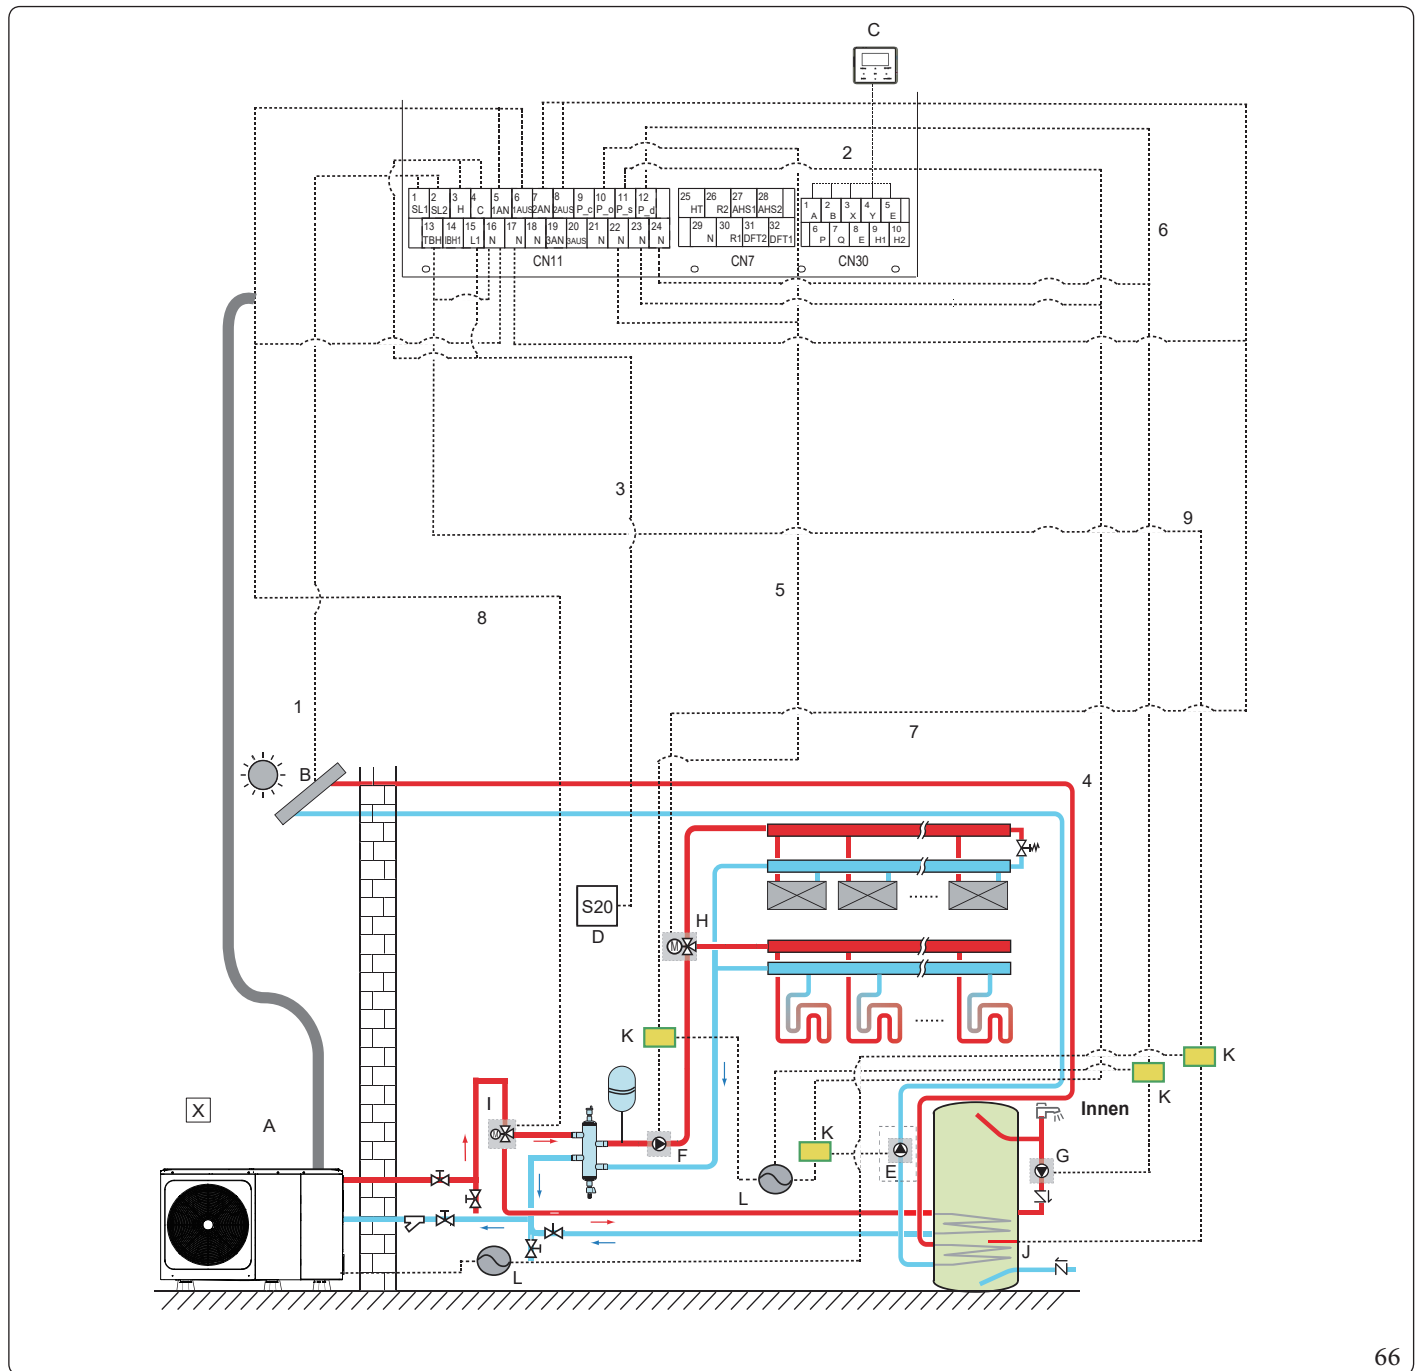 C
2
6
1 2 3 4 5 6 7 8 9 10 11 12
SL1 SL2 H C 1AN 1AUS 2AN 2AUS P_c P_o P_s P_d
13 14 15 16 17 18 19 20 21 22 23 24
TBH IBH1 L1 N N N 3AN 3AUS N N N N
CN11
25 26 27 28
HT R2 AHS1 AHS2
29 30 31 32
N R1 DFT2 DFT1
CN7
1 2 3 4 5
A B X Y E
6 7 8 9 10
P Q E H1 H2
CN30
3
9
5
8
1
7
B
4
S20
D
H
K
K
K
Innen
X
A
I
K
F
E
G
L
J
L
66